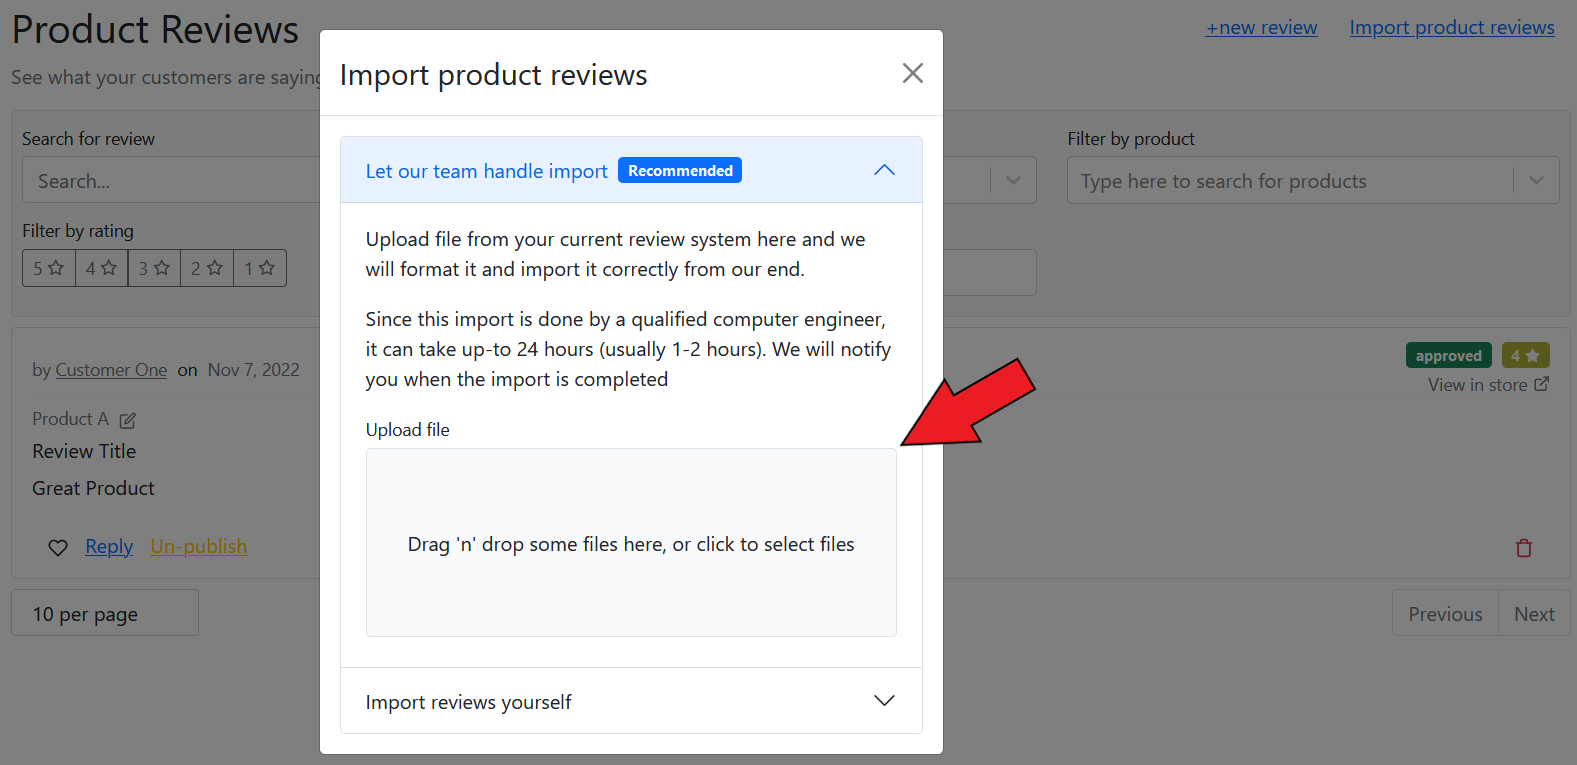 Product Reviews
+new review
Import product reviews
See what your customers are saying
Import product reviews
Search for review
Search...
Filter by product
Type here to search for products
Filter by rating
5
4
3
2
1
Let our team handle import
Recommended
Upload file from your current review system here and we
will format it and import it correctly from our end.
Since this import is done by a qualified computer engineer,
it can take up-to 24 hours (usually 1-2 hours). We will notify
you when the import is completed
Upload file
Drag 'n' drop some files here, or click to select files
Import reviews yourself
by Customer One on Nov 7, 2022
approved
4
View in store
Product A
Review Title
Great Product
Reply
Un-publish
10 per page
Previous
Next